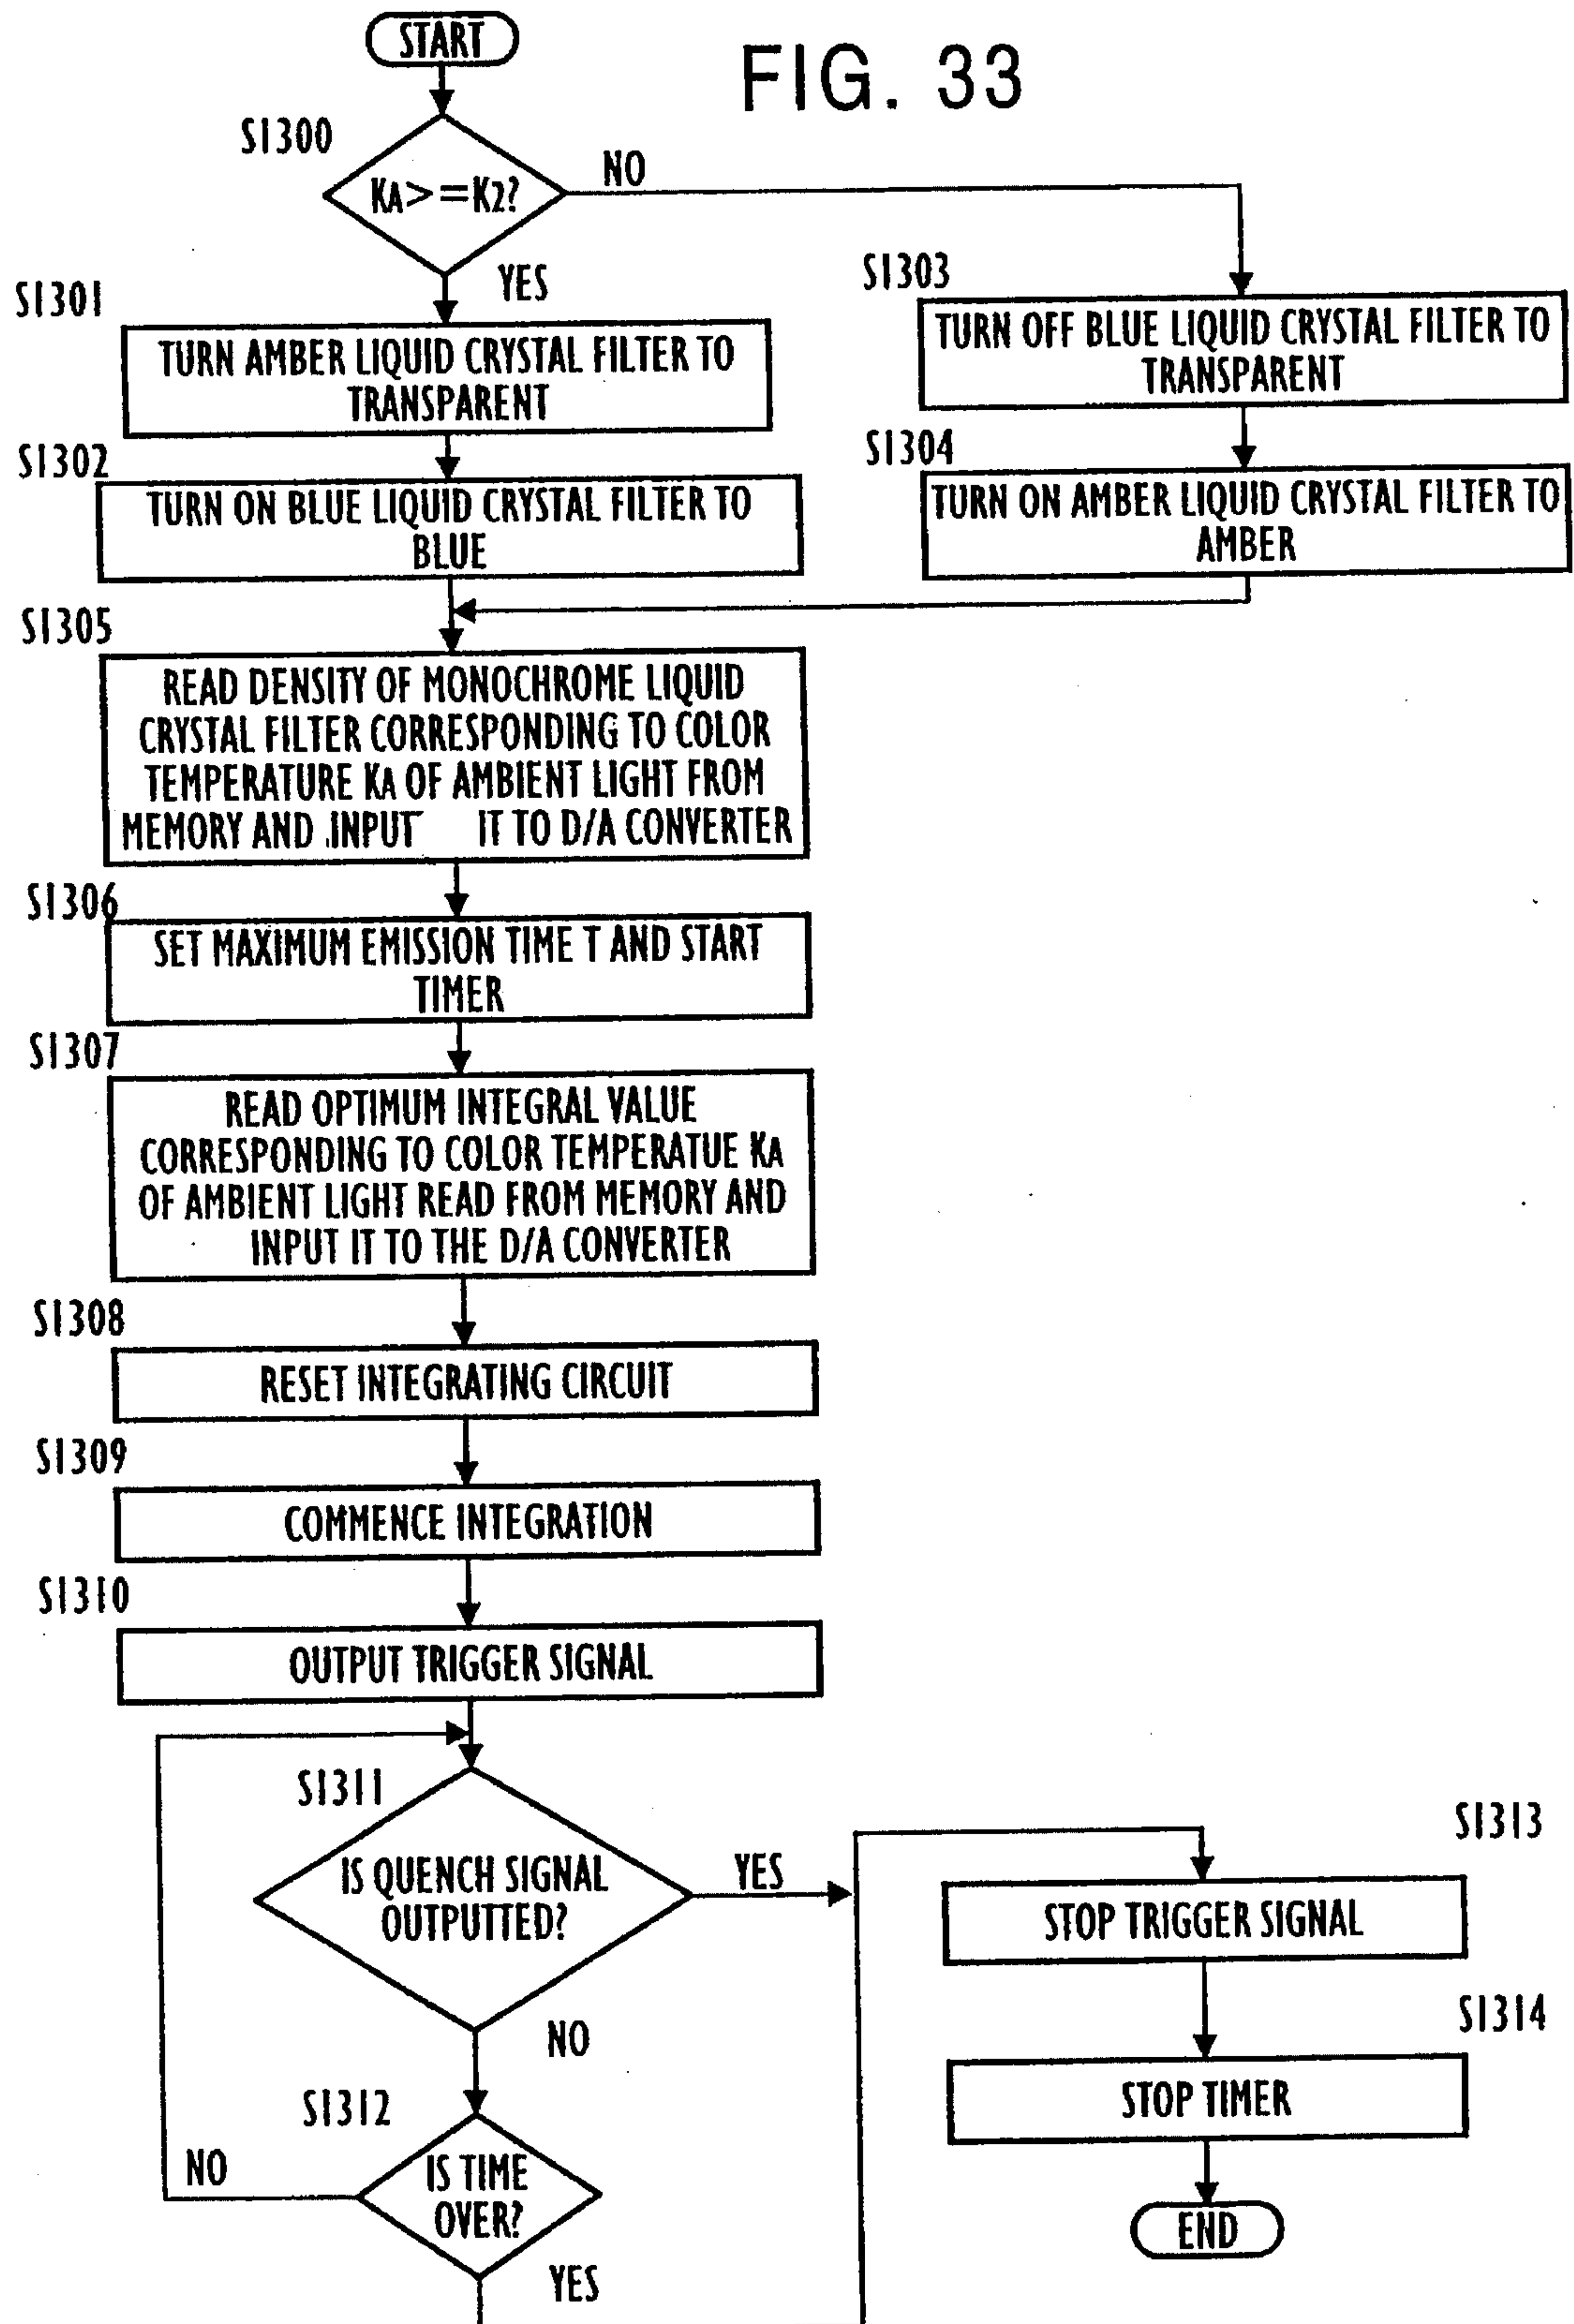 START
FIG. 33
S1300
KA>=K2?
NO
YES
S1301
TURN AMBER LIQUID CRYSTAL FILTER TO
TRANSPARENT
S1303
TURN OFF BLUE LIQUID CRYSTAL FILTER TO
TRANSPARENT
S1302
TURN ON BLUE LIQUID CRYSTAL FILTER TO
BLUE
S1304
TURN ON AMBER LIQUID CRYSTAL FILTER TO
AMBER
S1305
READ DENSITY OF MONOCHROME LIQUID
CRYSTAL FILTER CORRESPONDING TO COLOR
TEMPERATURE KA OF AMBIENT LIGHT FROM
MEMORY AND INPUT IT TO D/A CONVERTER
S1306
SET MAXIMUM EMISSION TIME T AND START
TIMER
S1307
READ OPTIMUM INTEGRAL VALUE
CORRESPONDING TO COLOR TEMPERATUE KA
OF AMBIENT LIGHT READ FROM MEMORY AND
INPUT IT TO THE D/A CONVERTER
S1308
RESET INTEGRATING CIRCUIT
S1309
COMMENCE INTEGRATION
S1310
OUTPUT TRIGGER SIGNAL
S1311
IS QUENCH SIGNAL
OUTPUTTED?
YES
NO
S1312
IS TIME
OVER?
NO
YES
S1313
STOP TRIGGER SIGNAL
S1314
STOP TIMER
END